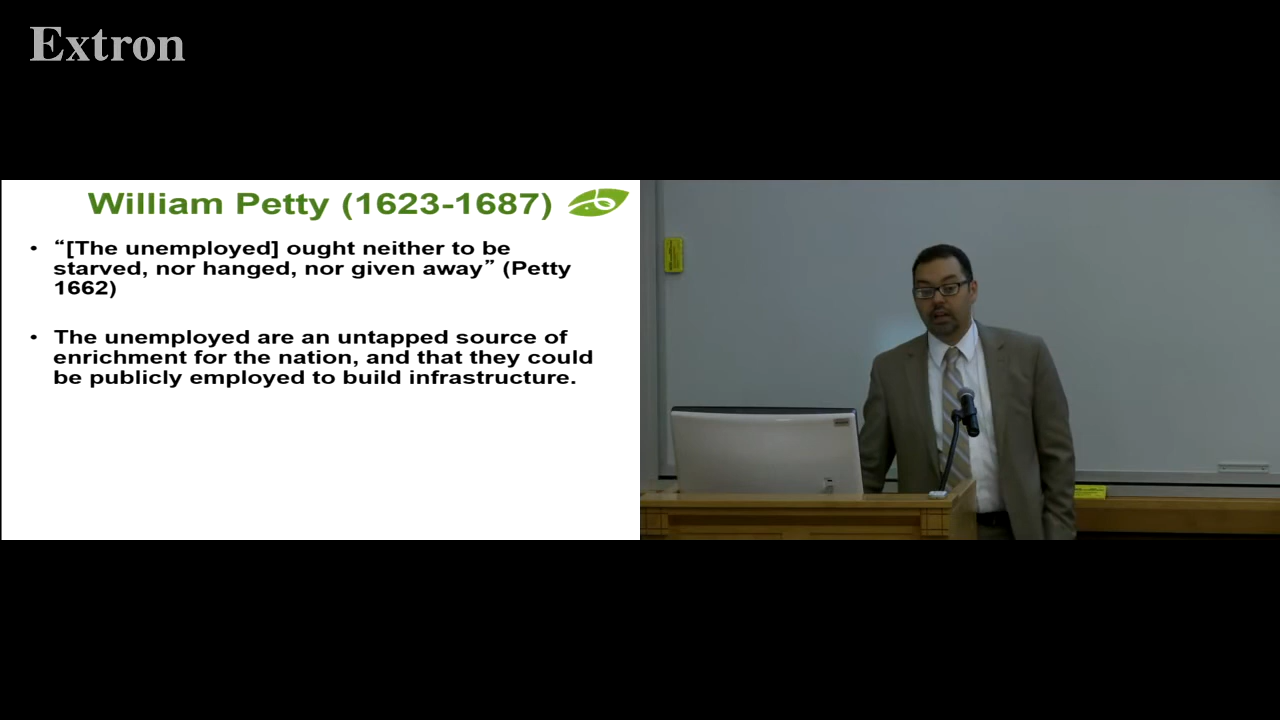 Extron
William Petty (1623-1687)
• “[The unemployed] ought neither to be
starved, nor hanged, nor given away” (Petty
1662)
• The unemployed are an untapped source of
enrichment for the nation, and that they could
be publicly employed to build infrastructure.